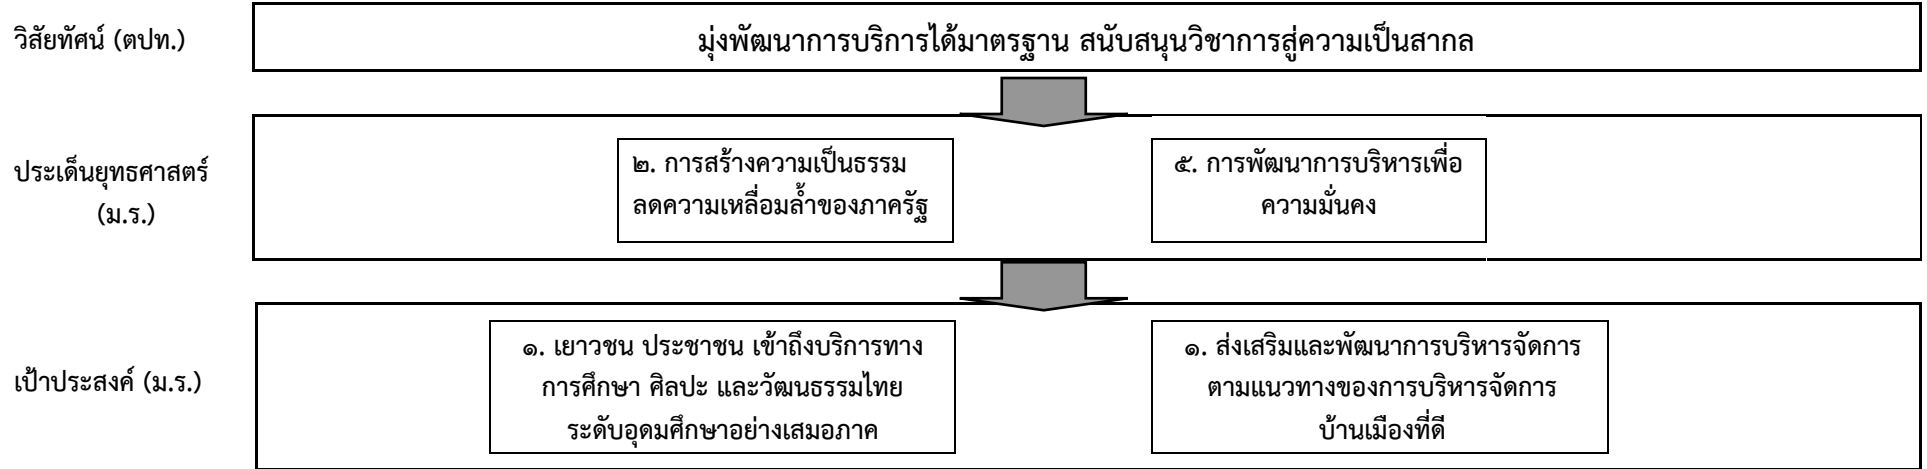 วิสัยทัศน์ (ตปท.)
มุ่งพัฒนาการบริการได้มาตรฐาน สนับสนุนวิชาการสู่ความเป็นสากล
ประเด็นยุทธศาสตร์
(ม.ร.)
๒. การสร้างความเป็นธรรม
ลดความเหลื่อมล้ำของภาครัฐ
๕. การพัฒนาการบริหารเพื่อ
ความมั่นคง
เป้าประสงค์ (ม.ร.)
๑. เยาวชน ประชาชน เข้าถึงบริการทาง
การศึกษา ศิลปะ และวัฒนธรรมไทย
ระดับอุดมศึกษาอย่างเสมอภาค
๑. ส่งเสริมและพัฒนาการบริหารจัดการ
ตามแนวทางของการบริหารจัดการ
บ้านเมืองที่ดี